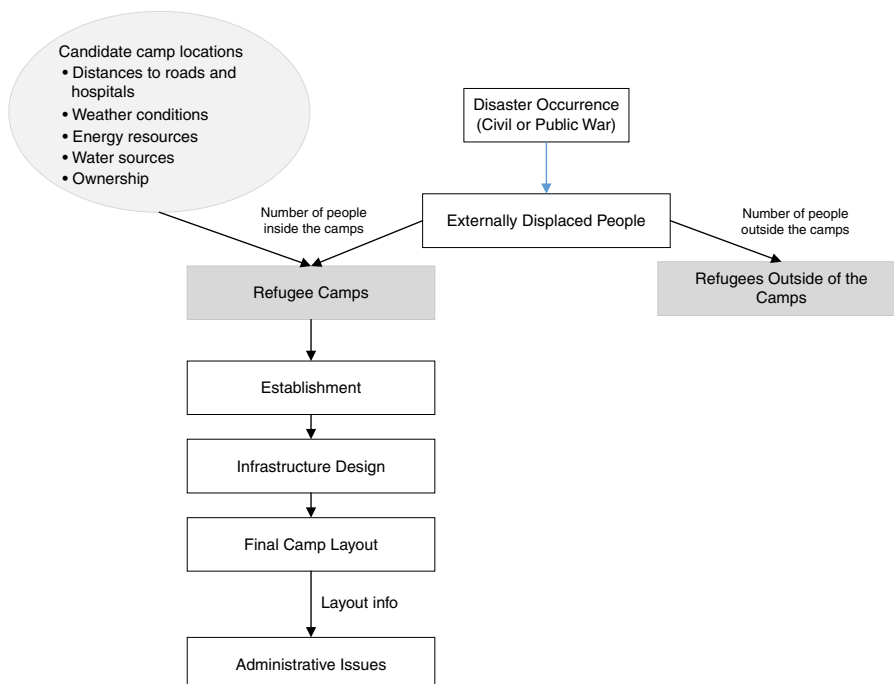 Candidate camp locations
• Distances to roads and
hospitals
• Weather conditions
• Energy resources
• Water sources
• Ownership
Disaster Occurrence
(Civil or Public War)
Number of people
inside the camps
Externally Displaced People
Number of people
outside the camps
Refugee Camps
Refugees Outside of the
Camps
Establishment
Infrastructure Design
Final Camp Layout
Layout info
Administrative Issues